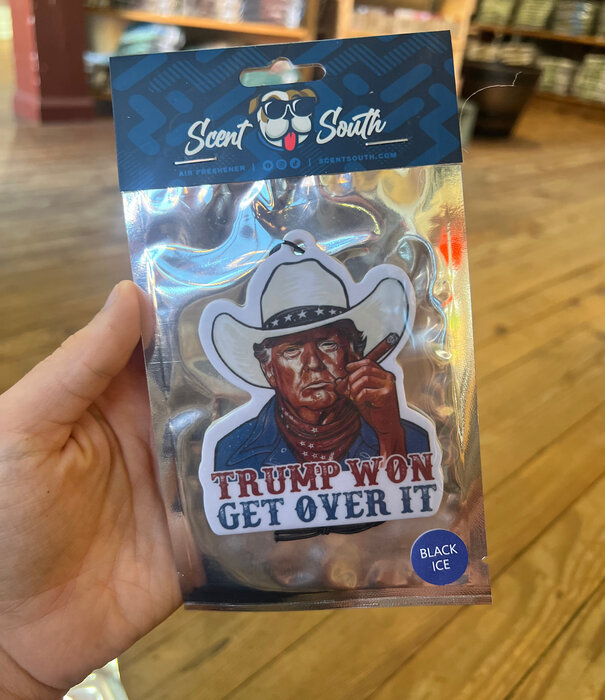 Scent South
AIR FRESHENER | | SCENTSOUTH.COM
TRUMP WON
GET OVER IT
BLACK
ICE